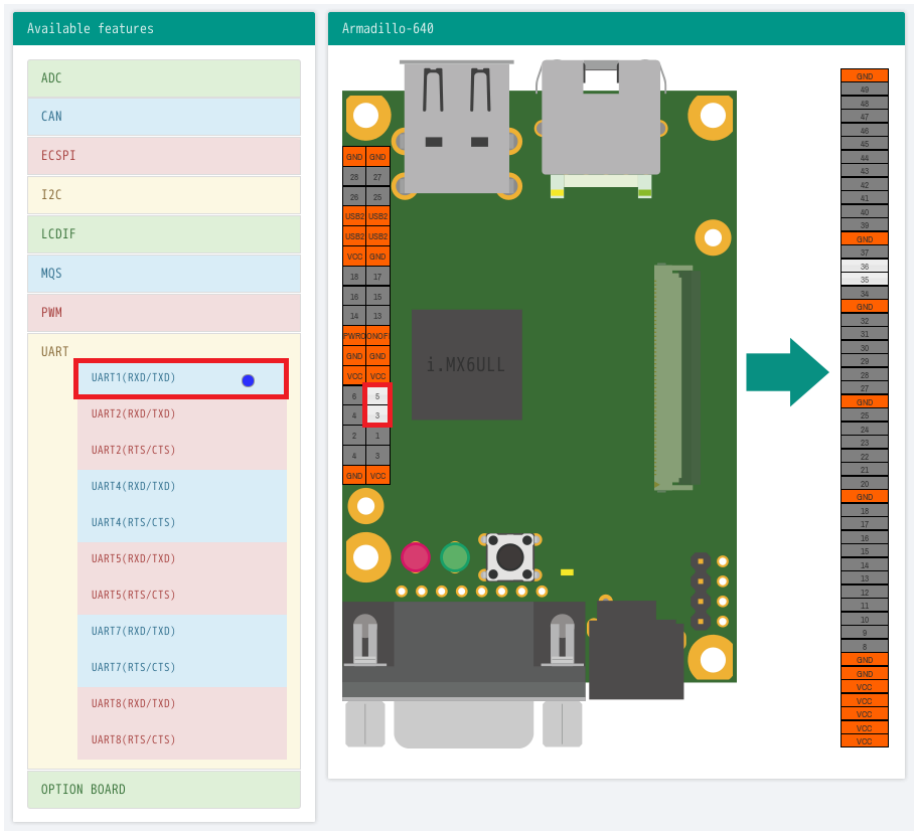 Available features
ADC
CAN
ECSPI
I2C
LCDIF
MQS
PWM
UART
UART1(RXD/TXD)
UART2(RXD/TXD)
UART2(RTS/CTS)
UART4(RXD/TXD)
UART4(RTS/CTS)
UART5(RXD/TXD)
UART5(RTS/CTS)
UART7(RXD/TXD)
UART7(RTS/CTS)
UART8(RXD/TXD)
UART8(RTS/CTS)
OPTION BOARD
Armadillo-640
GND GND
28 27
26 25
USB2 USB2
USB2 USB2
VCC GND
18 17
16 15
14 13
ONOF
GND GND
VCC VCC
6 5
4 3
2 1
4 3
GND VCC
i.MX6ULL
GND
49
48
47
46
45
44
43
42
41
40
39
GND
37
36
35
34
GND
32
31
30
29
28
27
GND
25
24
23
22
21
20
GND
18
17
16
15
14
13
12
11
10
9
8
GND
GND
VCC
VCC
VCC
VCC
VCC